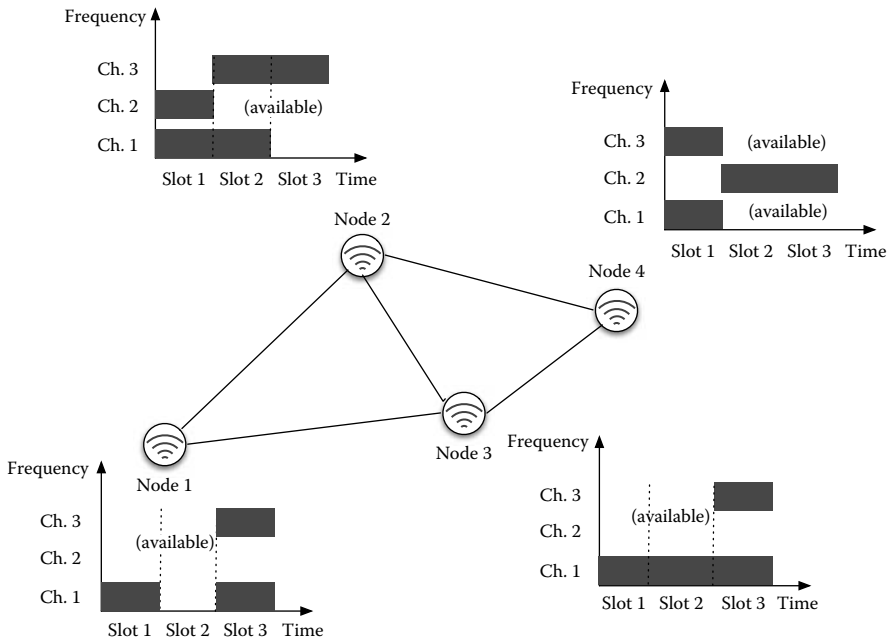 Frequency
Ch. 3
Ch. 2
(available)
Ch. 1
Slot 1 Slot 2 Slot 3 Time
Frequency
Ch. 3
(available)
Ch. 2
Ch. 1
(available)
Slot 1 Slot 2 Slot 3 Time
Node 2
Node 4
Node 3
Node 1
Frequency
Ch. 3
(available)
Ch. 2
Ch. 1
Slot 1 Slot 2 Slot 3 Time
Frequency
Ch. 3
(available)
Ch. 2
Ch. 1
Slot 1 Slot 2 Slot 3 Time